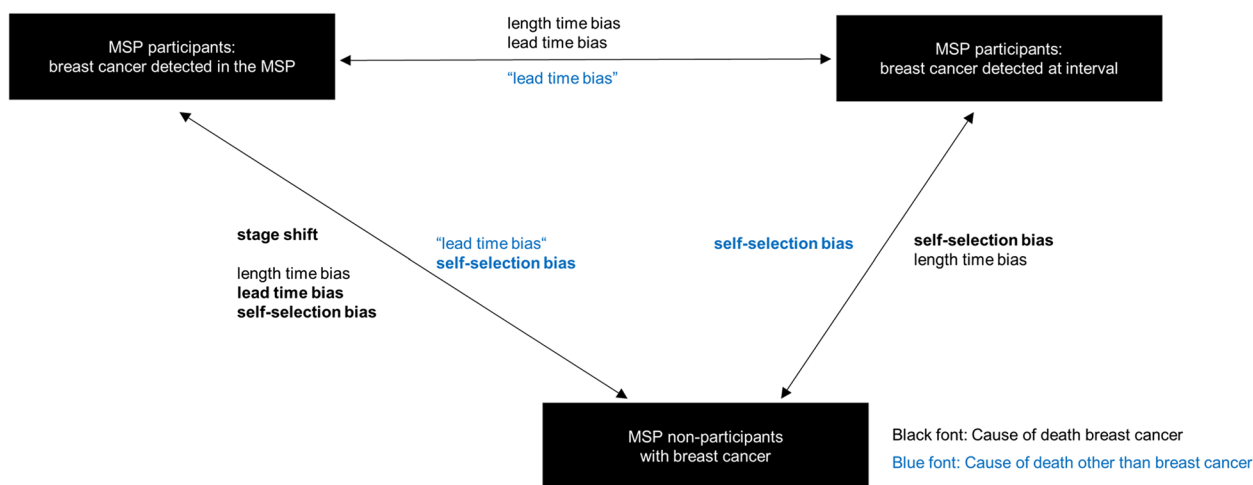 MSP participants:
breast cancer detected in the MSP
length time bias
lead time bias
“lead time bias”
MSP participants:
breast cancer detected at interval
stage shift
length time bias
lead time bias
self-selection bias
“lead time bias“
self-selection bias
self-selection bias
self-selection bias
length time bias
MSP non-participants
with breast cancer
Black font: Cause of death breast cancer
Blue font: Cause of death other than breast cancer